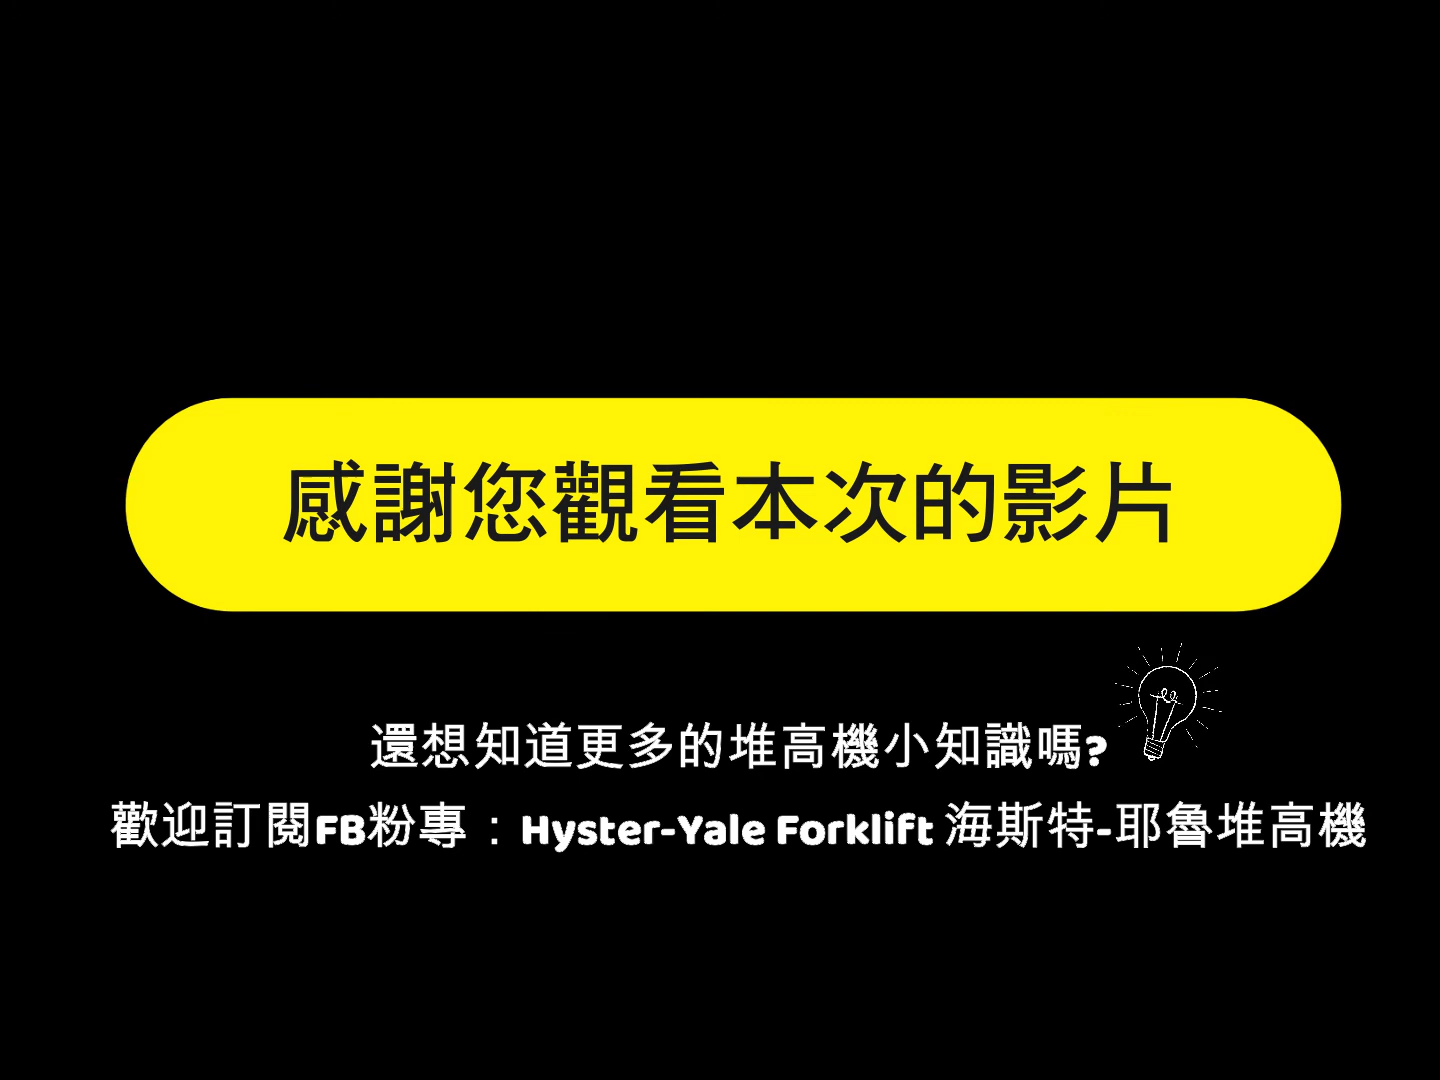 感謝您觀看本次的影片
還想知道更多的堆高機小知識嗎?
歡迎訂閱FB粉專：Hyster-Yale Forklift 海斯特-耶魯堆高機